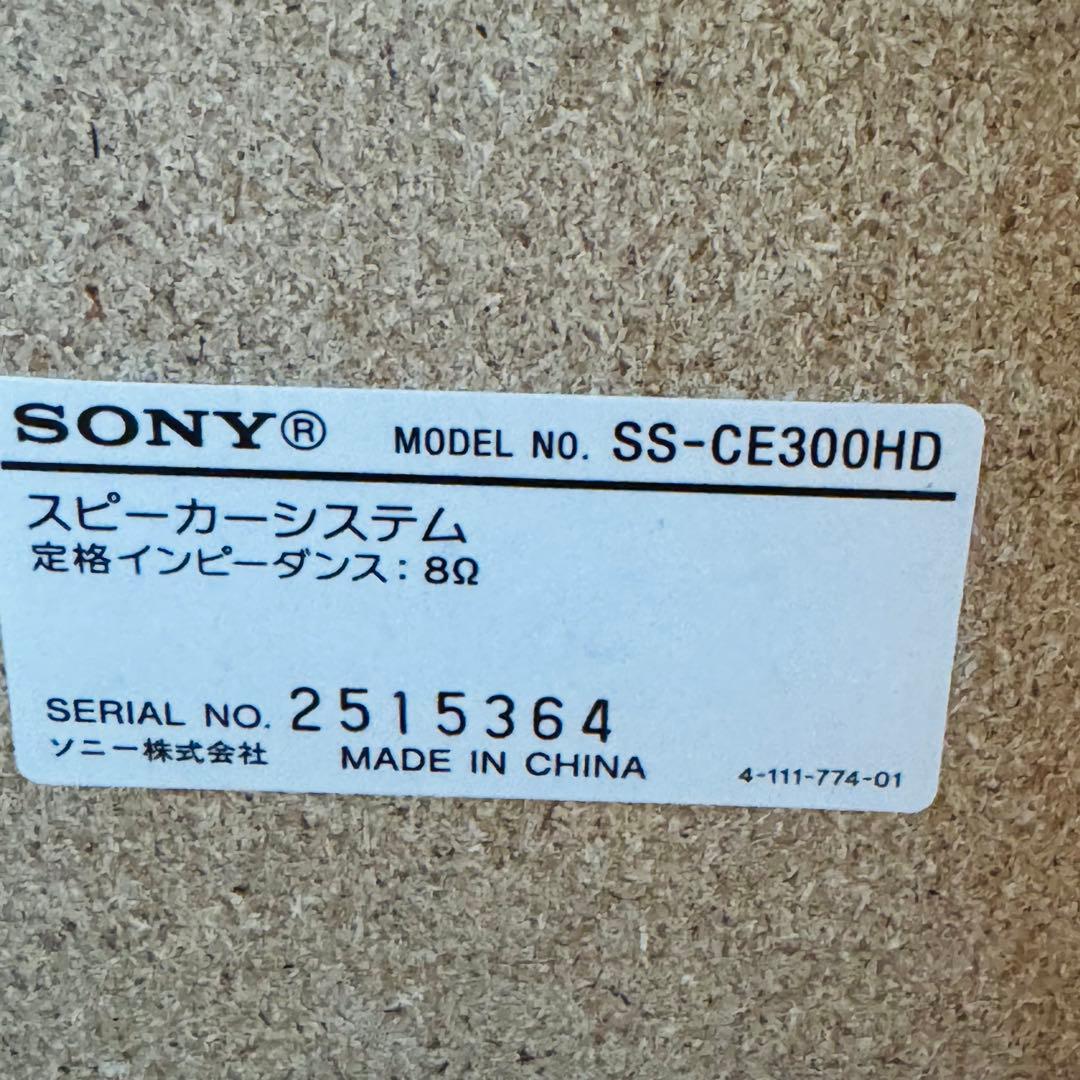 SONY® MODEL NO. SS-CE300HD
スピーカーシステム
定格インピーダンス: 8Ω
SERIAL NO. 2515364
ソニー株式会社 MADE IN CHINA 4-111-774-01